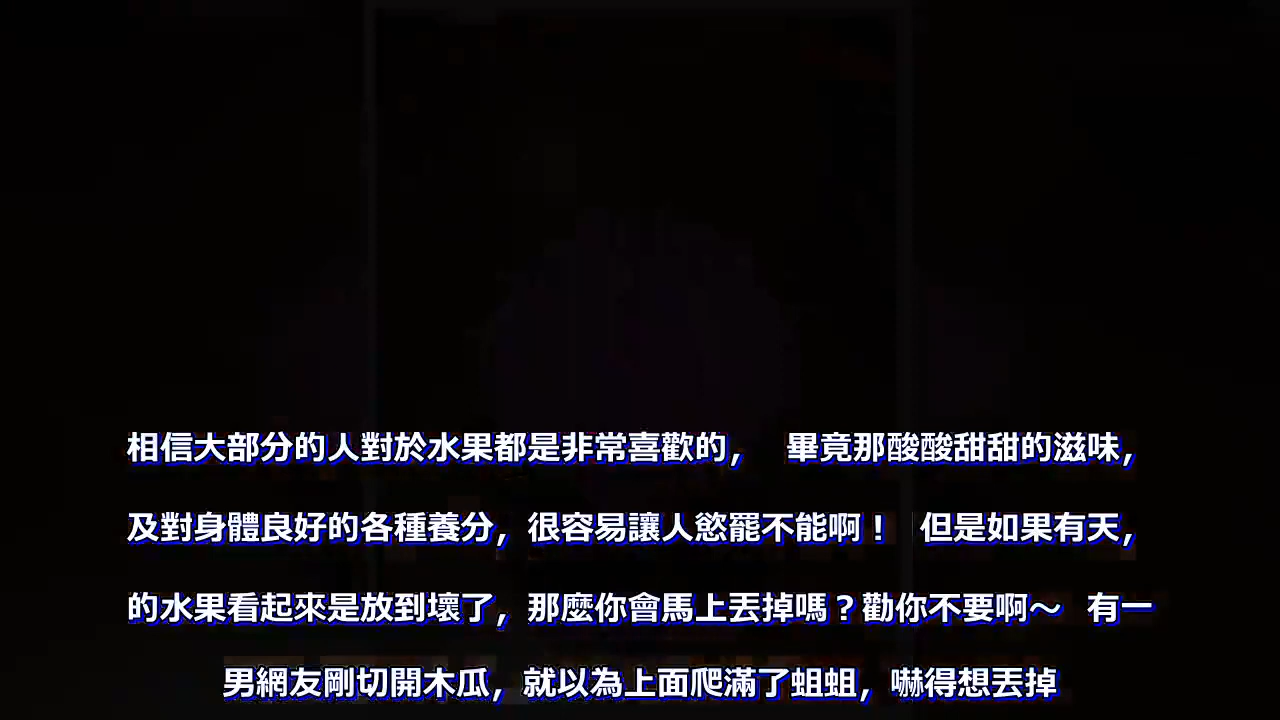 相信大部分的人對於水果都是非常喜歡的， 畢竟那酸酸甜甜的滋味，
及對身體良好的各種養分，很容易讓人慾罷不能啊！ 但是如果有天，
的水果看起來是放到壞了，那麼你會馬上丟掉嗎？勸你不要啊～ 有一
男網友剛切開木瓜，就以為上面爬滿了蛆蛆，嚇得想丟掉